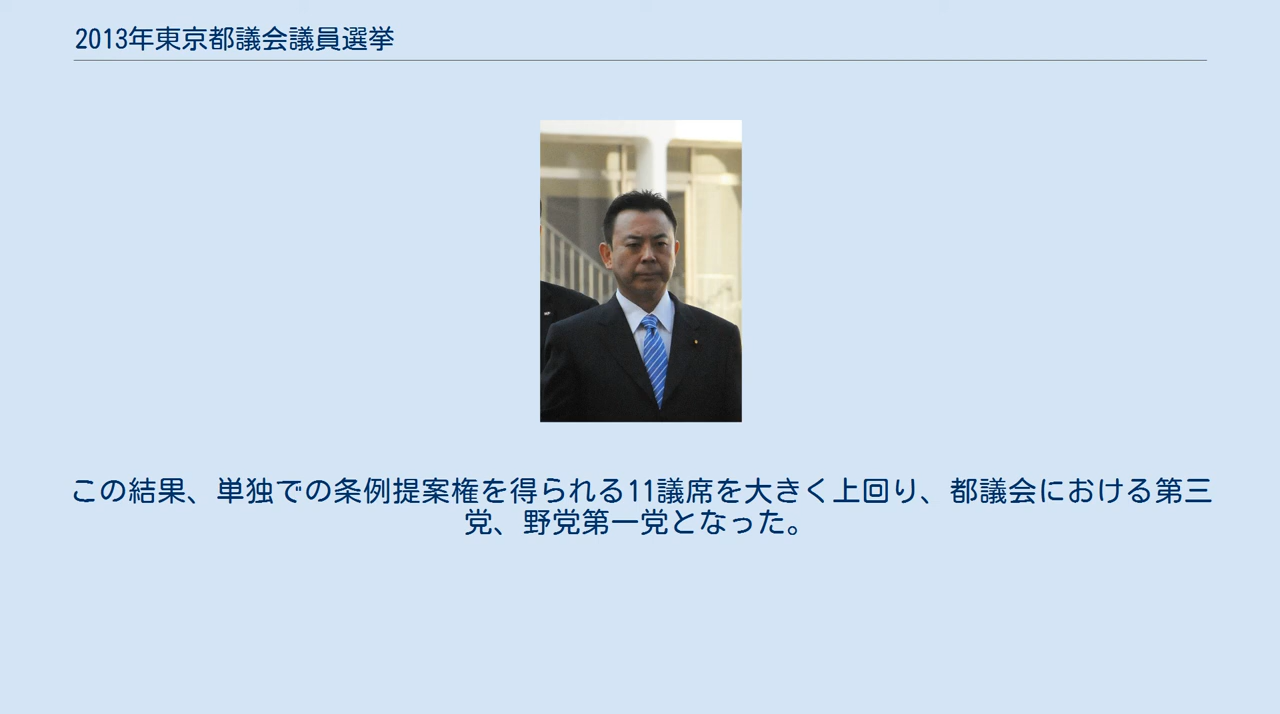 2013年東京都議会議員選挙
この結果、単独での条例提案権を得られる11議席を大きく上回り、都議会における第三
党、野党第一党となった。